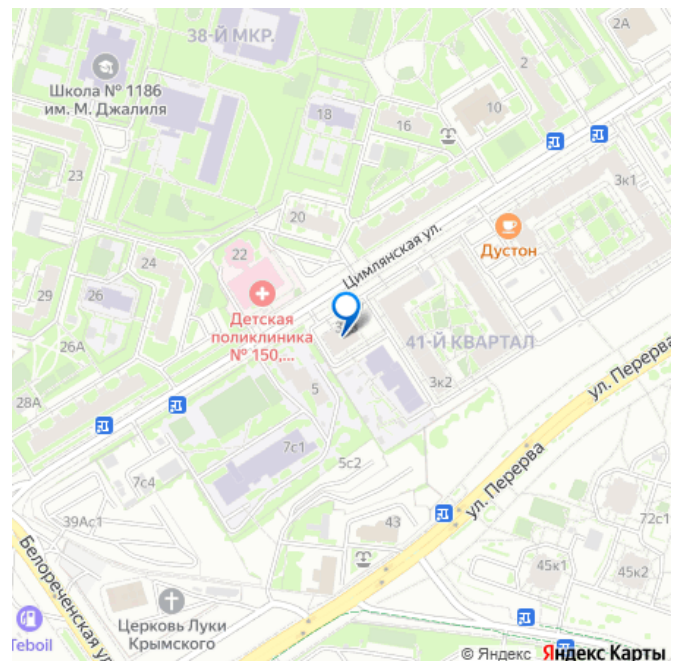 2А
38-Й МКР.
2
Школа № 1186
им. М. Джалиля
10
18
16
23
3к1
20
Дустон
22
Цимлянская ул.
24
29
26
Детская
поликлиника
№ 150,...
41-Й КВАРТАЛ
26А
3к2
ул. Перерва
5
28А
7с1
5с2
ул. Перерва
7с4
72с1
39Ас1
43
45к1
45к2
Белореченская ул.
Церковь Луки
Крымского
Teboil
© Яндекс Яндекс Карты